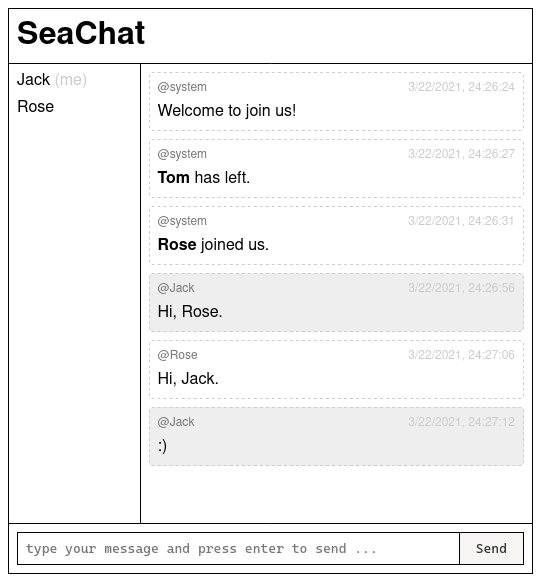 SeaChat
Jack (me)
Rose
@system 3/22/2021, 24:26:24
Welcome to join us!
@system 3/22/2021, 24:26:27
Tom has left.
@system 3/22/2021, 24:26:31
Rose joined us.
@Jack 3/22/2021, 24:26:56
Hi, Rose.
@Rose 3/22/2021, 24:27:06
Hi, Jack.
@Jack 3/22/2021, 24:27:12
:)
type your message and press enter to send ... Send